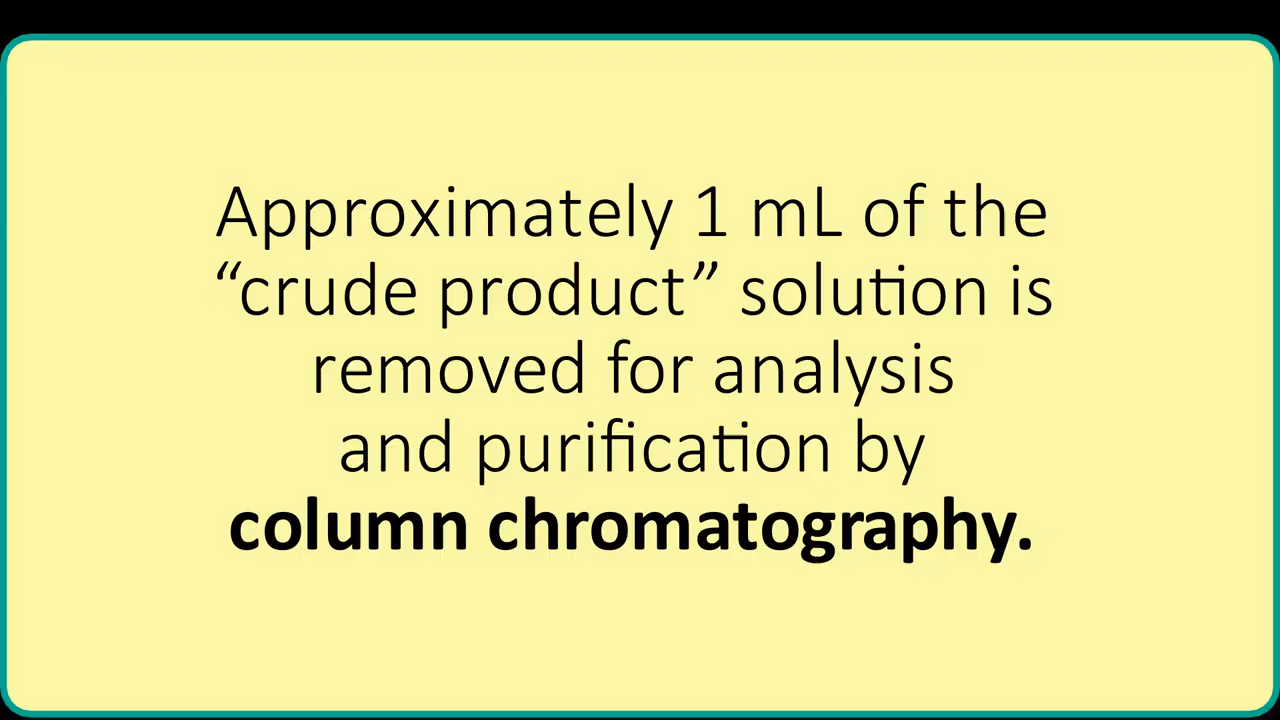 Approximately 1 mL of the
“crude product” solution is
removed for analysis
and purification by
column chromatography.